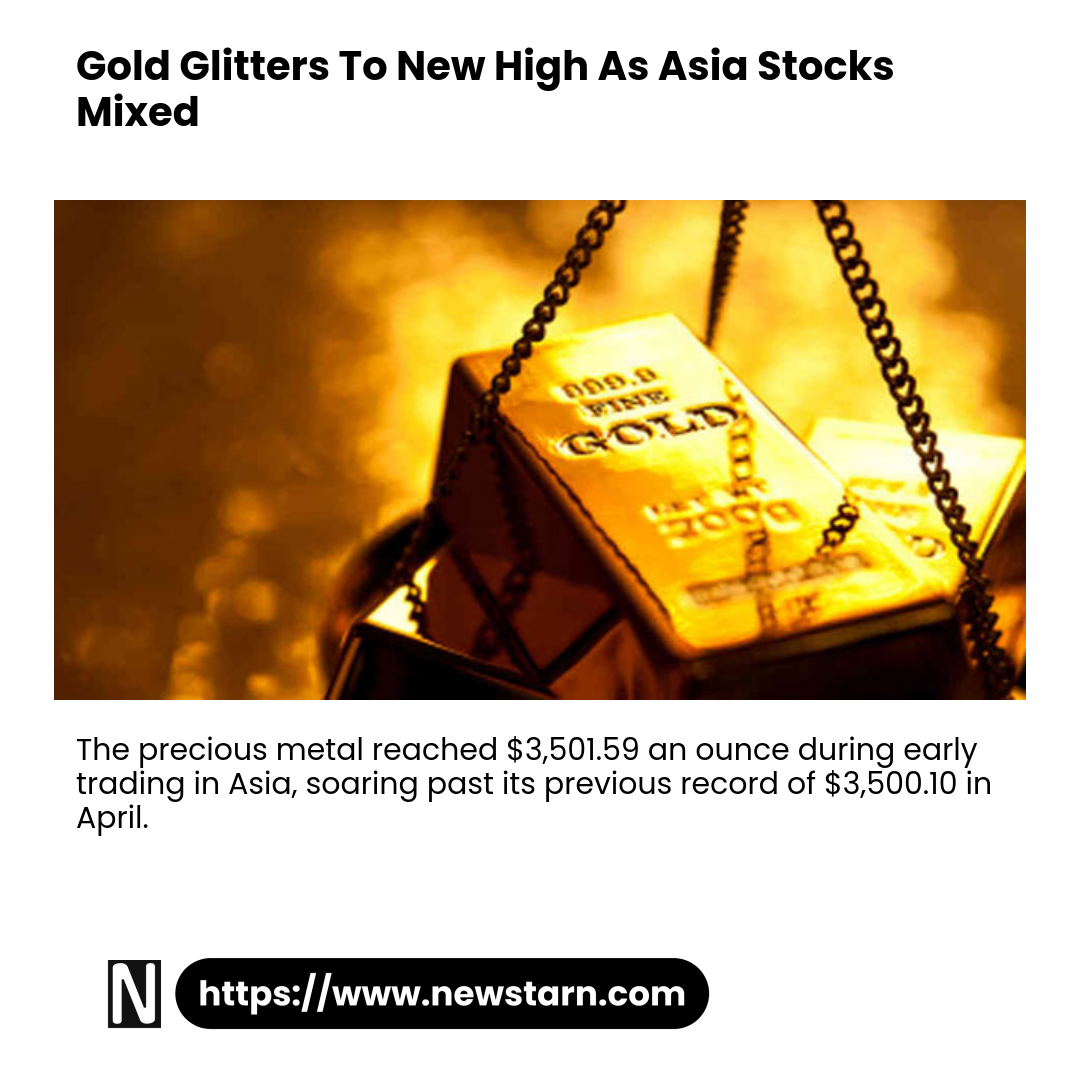 Gold Glitters To New High As Asia Stocks
Mixed
999.9
FINE
GOLD
The precious metal reached $3,501.59 an ounce during early
trading in Asia, soaring past its previous record of $3,500.10 in
April.
N
https://www.newstarn.com